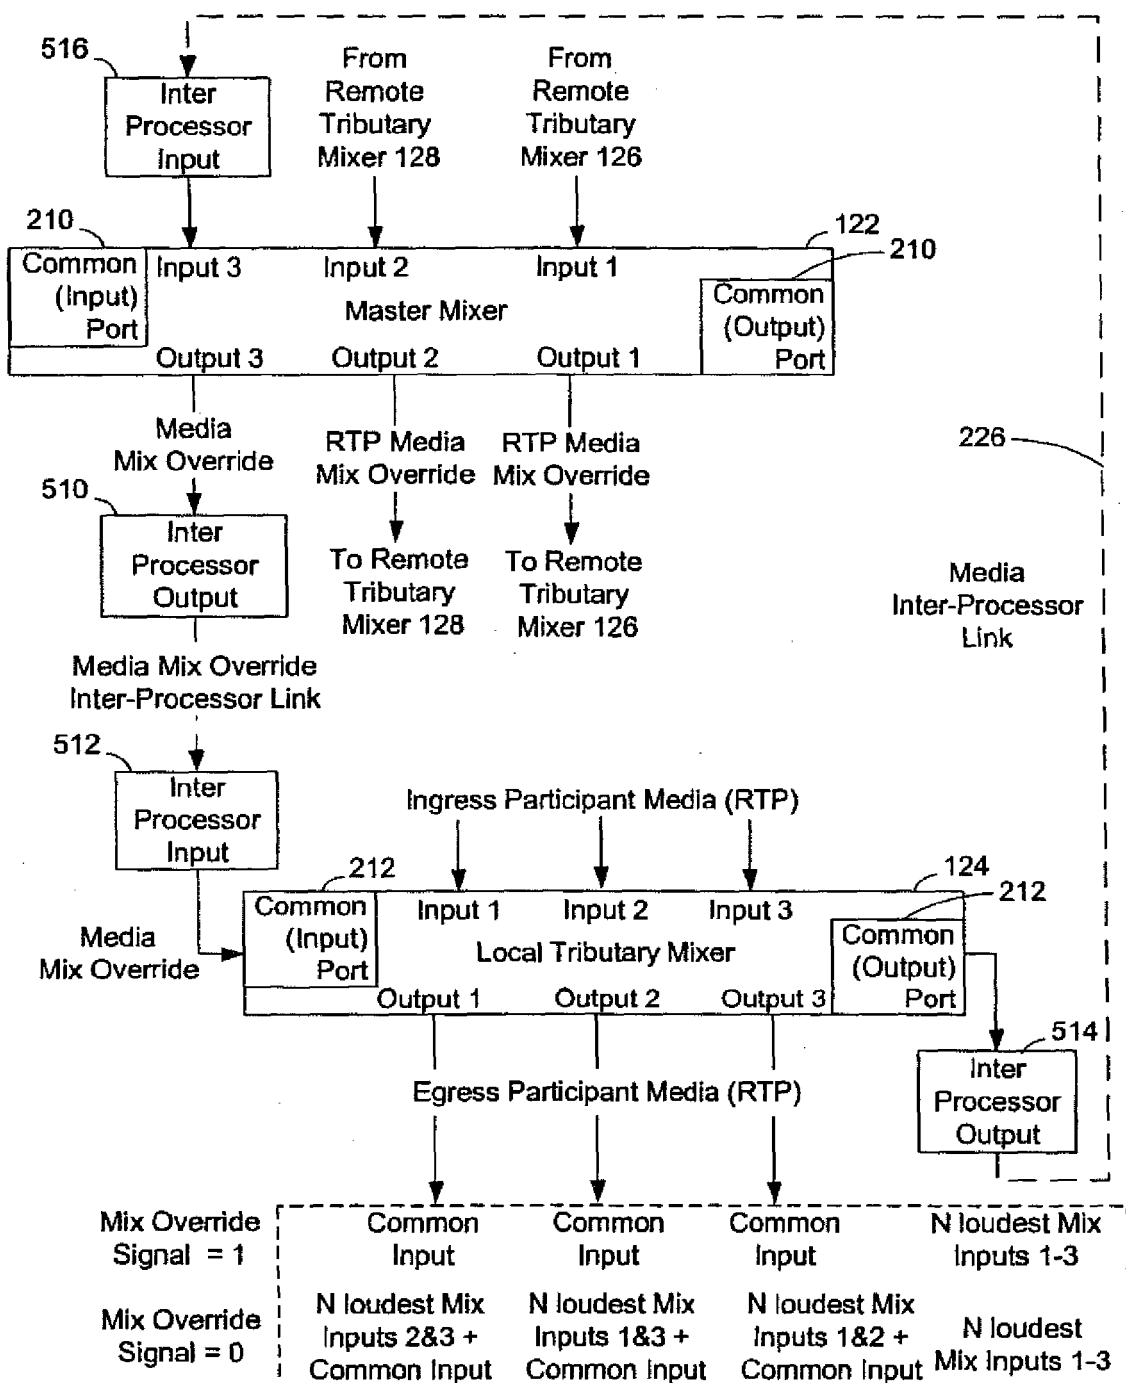 516
Inter
Processor
Input
From
Remote
Tributary
Mixer 128
From
Remote
Tributary
Mixer 126
210
122
210
Common
(Input)
Port
Input 3
Input 2
Input 1
Master Mixer
Common
(Output)
Port
Output 3
Output 2
Output 1
Media
Mix Override
RTP Media
Mix Override
RTP Media
Mix Override
226
510
Inter
Processor
Output
To Remote
Tributary
Mixer 128
To Remote
Tributary
Mixer 126
Media
Inter-Processor
Link
Media Mix Override
Inter-Processor Link
512
Inter
Processor
Input
Ingress Participant Media (RTP)
212
124
212
Common
(Input)
Port
Input 1
Input 2
Input 3
Local Tributary Mixer
Common
(Output)
Port
Media
Mix Override
Output 1
Output 2
Output 3
514
Inter
Processor
Output
Egress Participant Media (RTP)
Mix Override
Signal = 1
Common
Input
Common
Input
Common
Input
N loudest Mix
Inputs 1-3
Mix Override
Signal = 0
N loudest Mix
Inputs 2&3 +
Common Input
N loudest Mix
Inputs 1&3 +
Common Input
N loudest Mix
Inputs 1&2 +
Common Input
N loudest
Mix Inputs 1-3